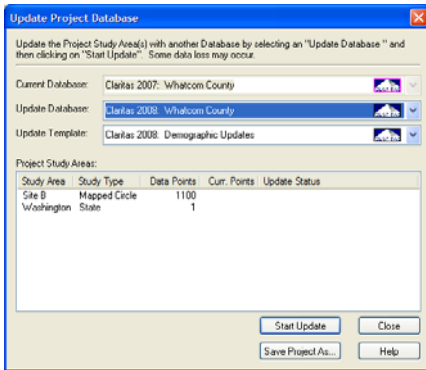 Update Project Database
Update the Project Study Area(s) with another Database by selecting an "Update Database " and
then clicking on "Start Update". Some data loss may occur.
Current Database: Claritas 2007: Whatcom County
Update Database: Claritas 2008: Whatcom County
Update Template: Claritas 2008: Demographic Updates
Project Study Areas:
Study Area Study Type Data Points Curr. Points Update Status
Site B Mapped Circle 1100
Washington State 1
Start Update Close
Save Project As... Help